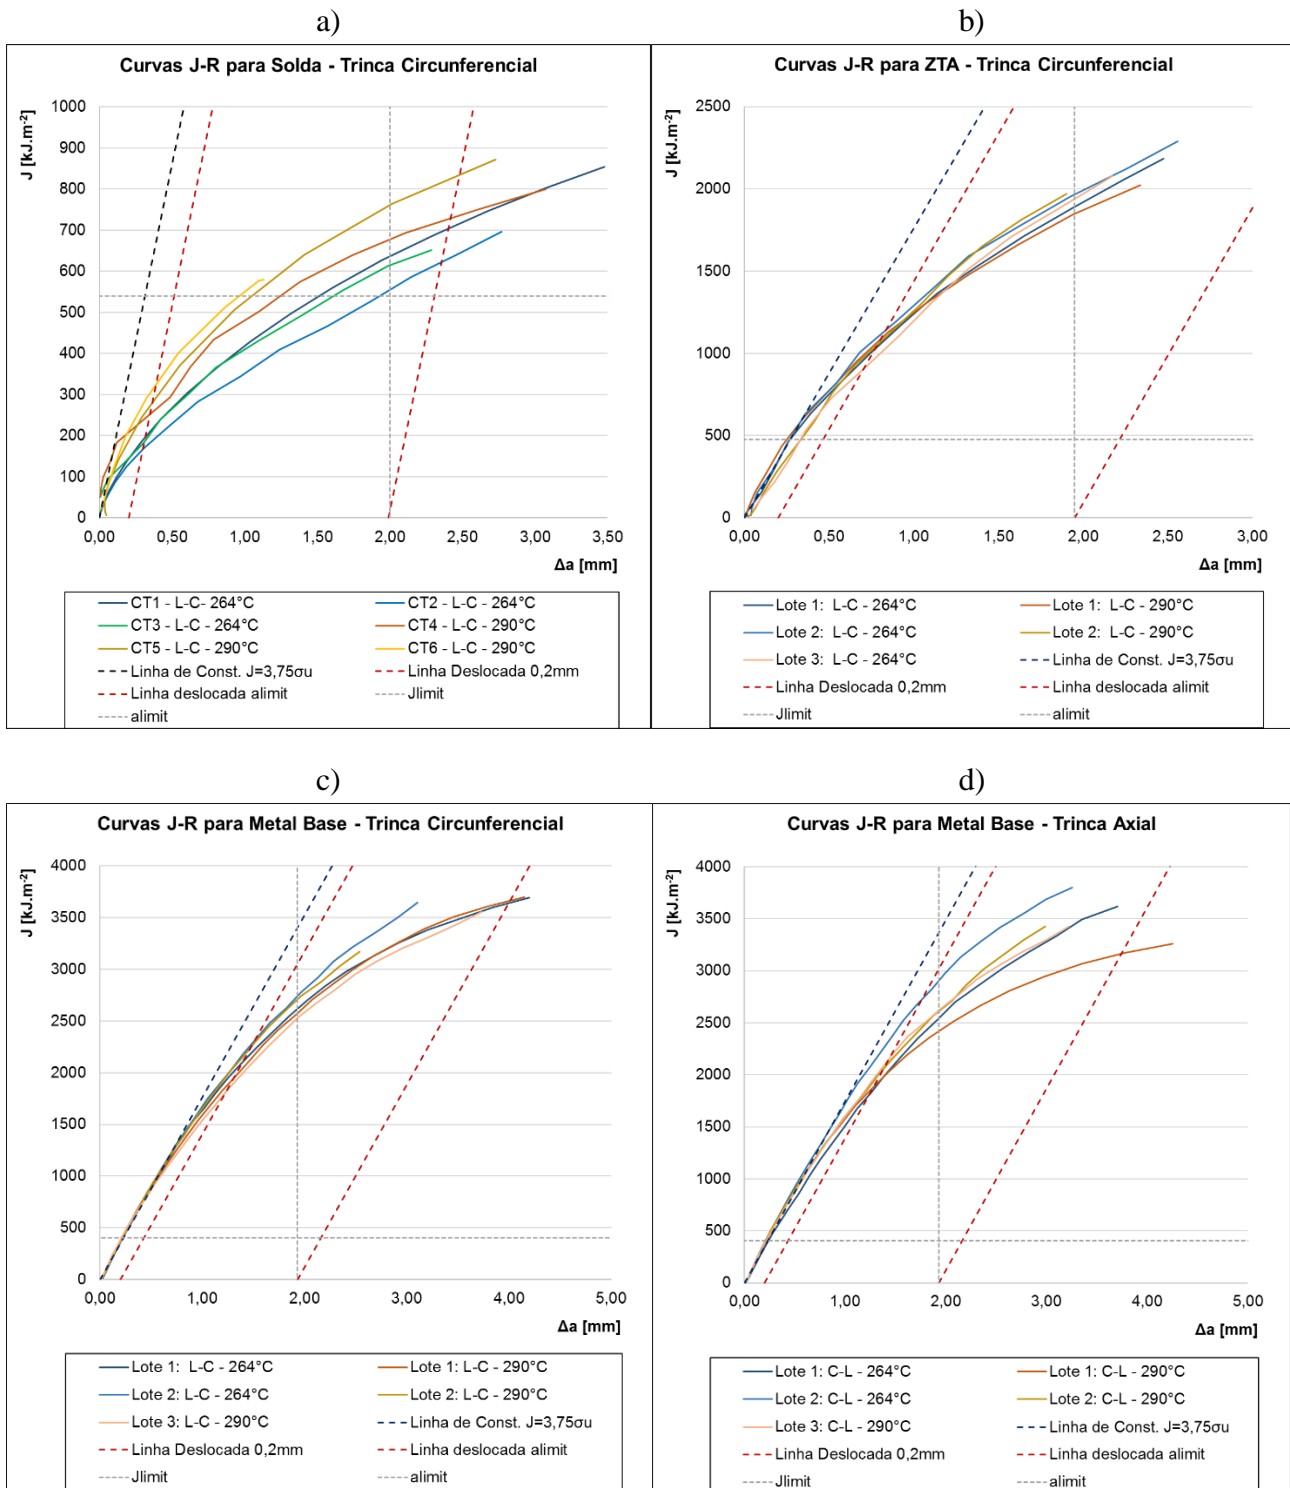 a)
b)
Curvas J-R para Solda - Trinca Circunferencial
J [kJ.m-2]
1000
900
800
700
600
500
400
300
200
100
0
0,00 0,50 1,00 1,50 2,00 2,50 3,00 3,50
Δa [mm]
CT1 - L-C- 264°C CT2 - L-C - 264°C
CT3 - L-C - 264°C CT4 - L-C - 290°C
CT5 - L-C - 290°C CT6 - L-C - 290°C
Linha de Const. J=3,75σu Linha Deslocada 0,2mm
Linha deslocada alimit Jlimit
alimit
Curvas J-R para ZTA - Trinca Circunferencial
J [kJ.m-2]
2500
2000
1500
1000
500
0
0,00 0,50 1,00 1,50 2,00 2,50 3,00
Δa [mm]
Lote 1: L-C - 264°C Lote 1: L-C - 290°C
Lote 2: L-C - 264°C Lote 2: L-C - 290°C
Lote 3: L-C - 264°C Linha de Const. J=3,75σu
Linha Deslocada 0,2mm Linha deslocada alimit
Jlimit alimit
c)
d)
Curvas J-R para Metal Base - Trinca Circunferencial
J [kJ.m-2]
4000
3500
3000
2500
2000
1500
1000
500
0
0,00 1,00 2,00 3,00 4,00 5,00
Δa [mm]
Lote 1: L-C - 264°C Lote 1: L-C - 290°C
Lote 2: L-C - 264°C Lote 2: L-C - 290°C
Lote 3: L-C - 290°C Linha de Const. J=3,75σu
Linha Deslocada 0,2mm Linha deslocada alimit
Jlimit alimit
Curvas J-R para Metal Base - Trinca Axial
J [kJ.m-2]
4000
3500
3000
2500
2000
1500
1000
500
0
0,00 1,00 2,00 3,00 4,00 5,00
Δa [mm]
Lote 1: C-L - 264°C Lote 1: C-L - 290°C
Lote 2: C-L - 264°C Lote 2: C-L - 290°C
Lote 3: C-L - 290°C Linha de Const. J=3,75σu
Linha Deslocada 0,2mm Linha deslocada alimit
Jlimit alimit